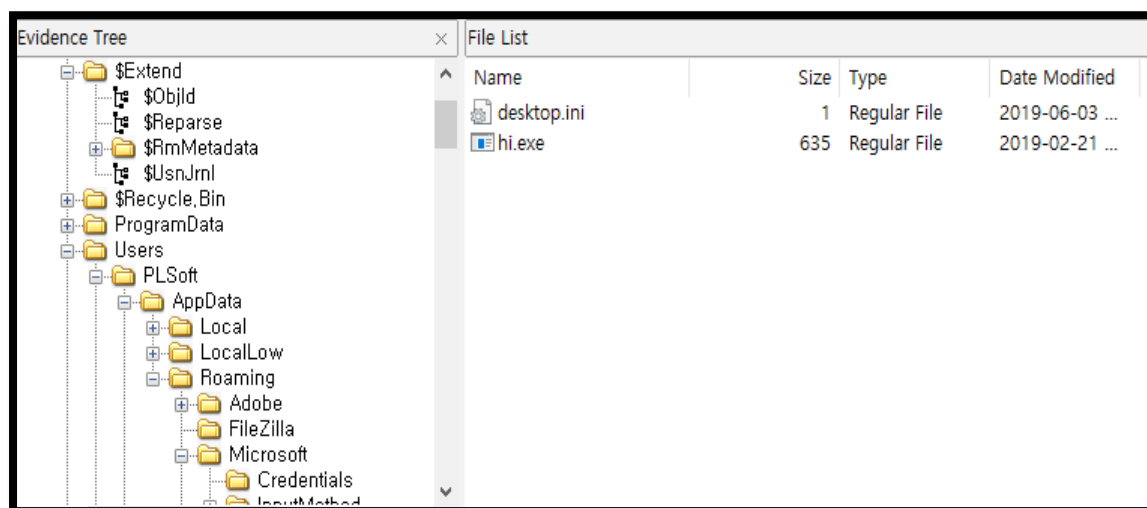 Evidence Tree
$Extend
$ObjId
$Reparse
$RmMetadata
$UsnJrnl
$Recycle.Bin
ProgramData
Users
PLSoft
AppData
Local
LocalLow
Roaming
Adobe
FileZilla
Microsoft
Credentials
InputMethod
File List
Name Size Type Date Modified
desktop.ini 1 Regular File 2019-06-03 ...
hi.exe 635 Regular File 2019-02-21 ...